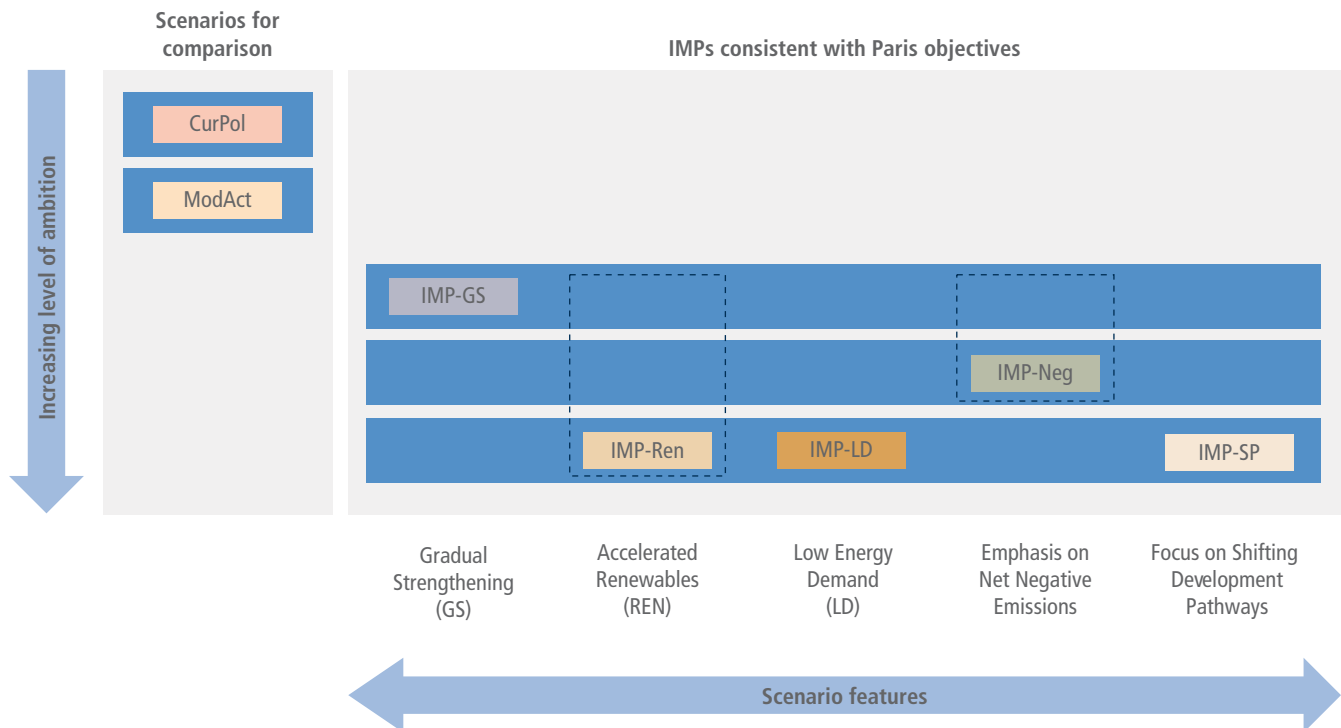 Scenarios for
comparison
IMPs consistent with Paris objectives
Increasing level of ambition
CurPol
ModAct
IMP-GS
IMP-Neg
IMP-Ren
IMP-LD
IMP-SP
Gradual
Strengthening
(GS)
Accelerated
Renewables
(REN)
Low Energy
Demand
(LD)
Emphasis on
Net Negative
Emissions
Focus on Shifting
Development
Pathways
Scenario features